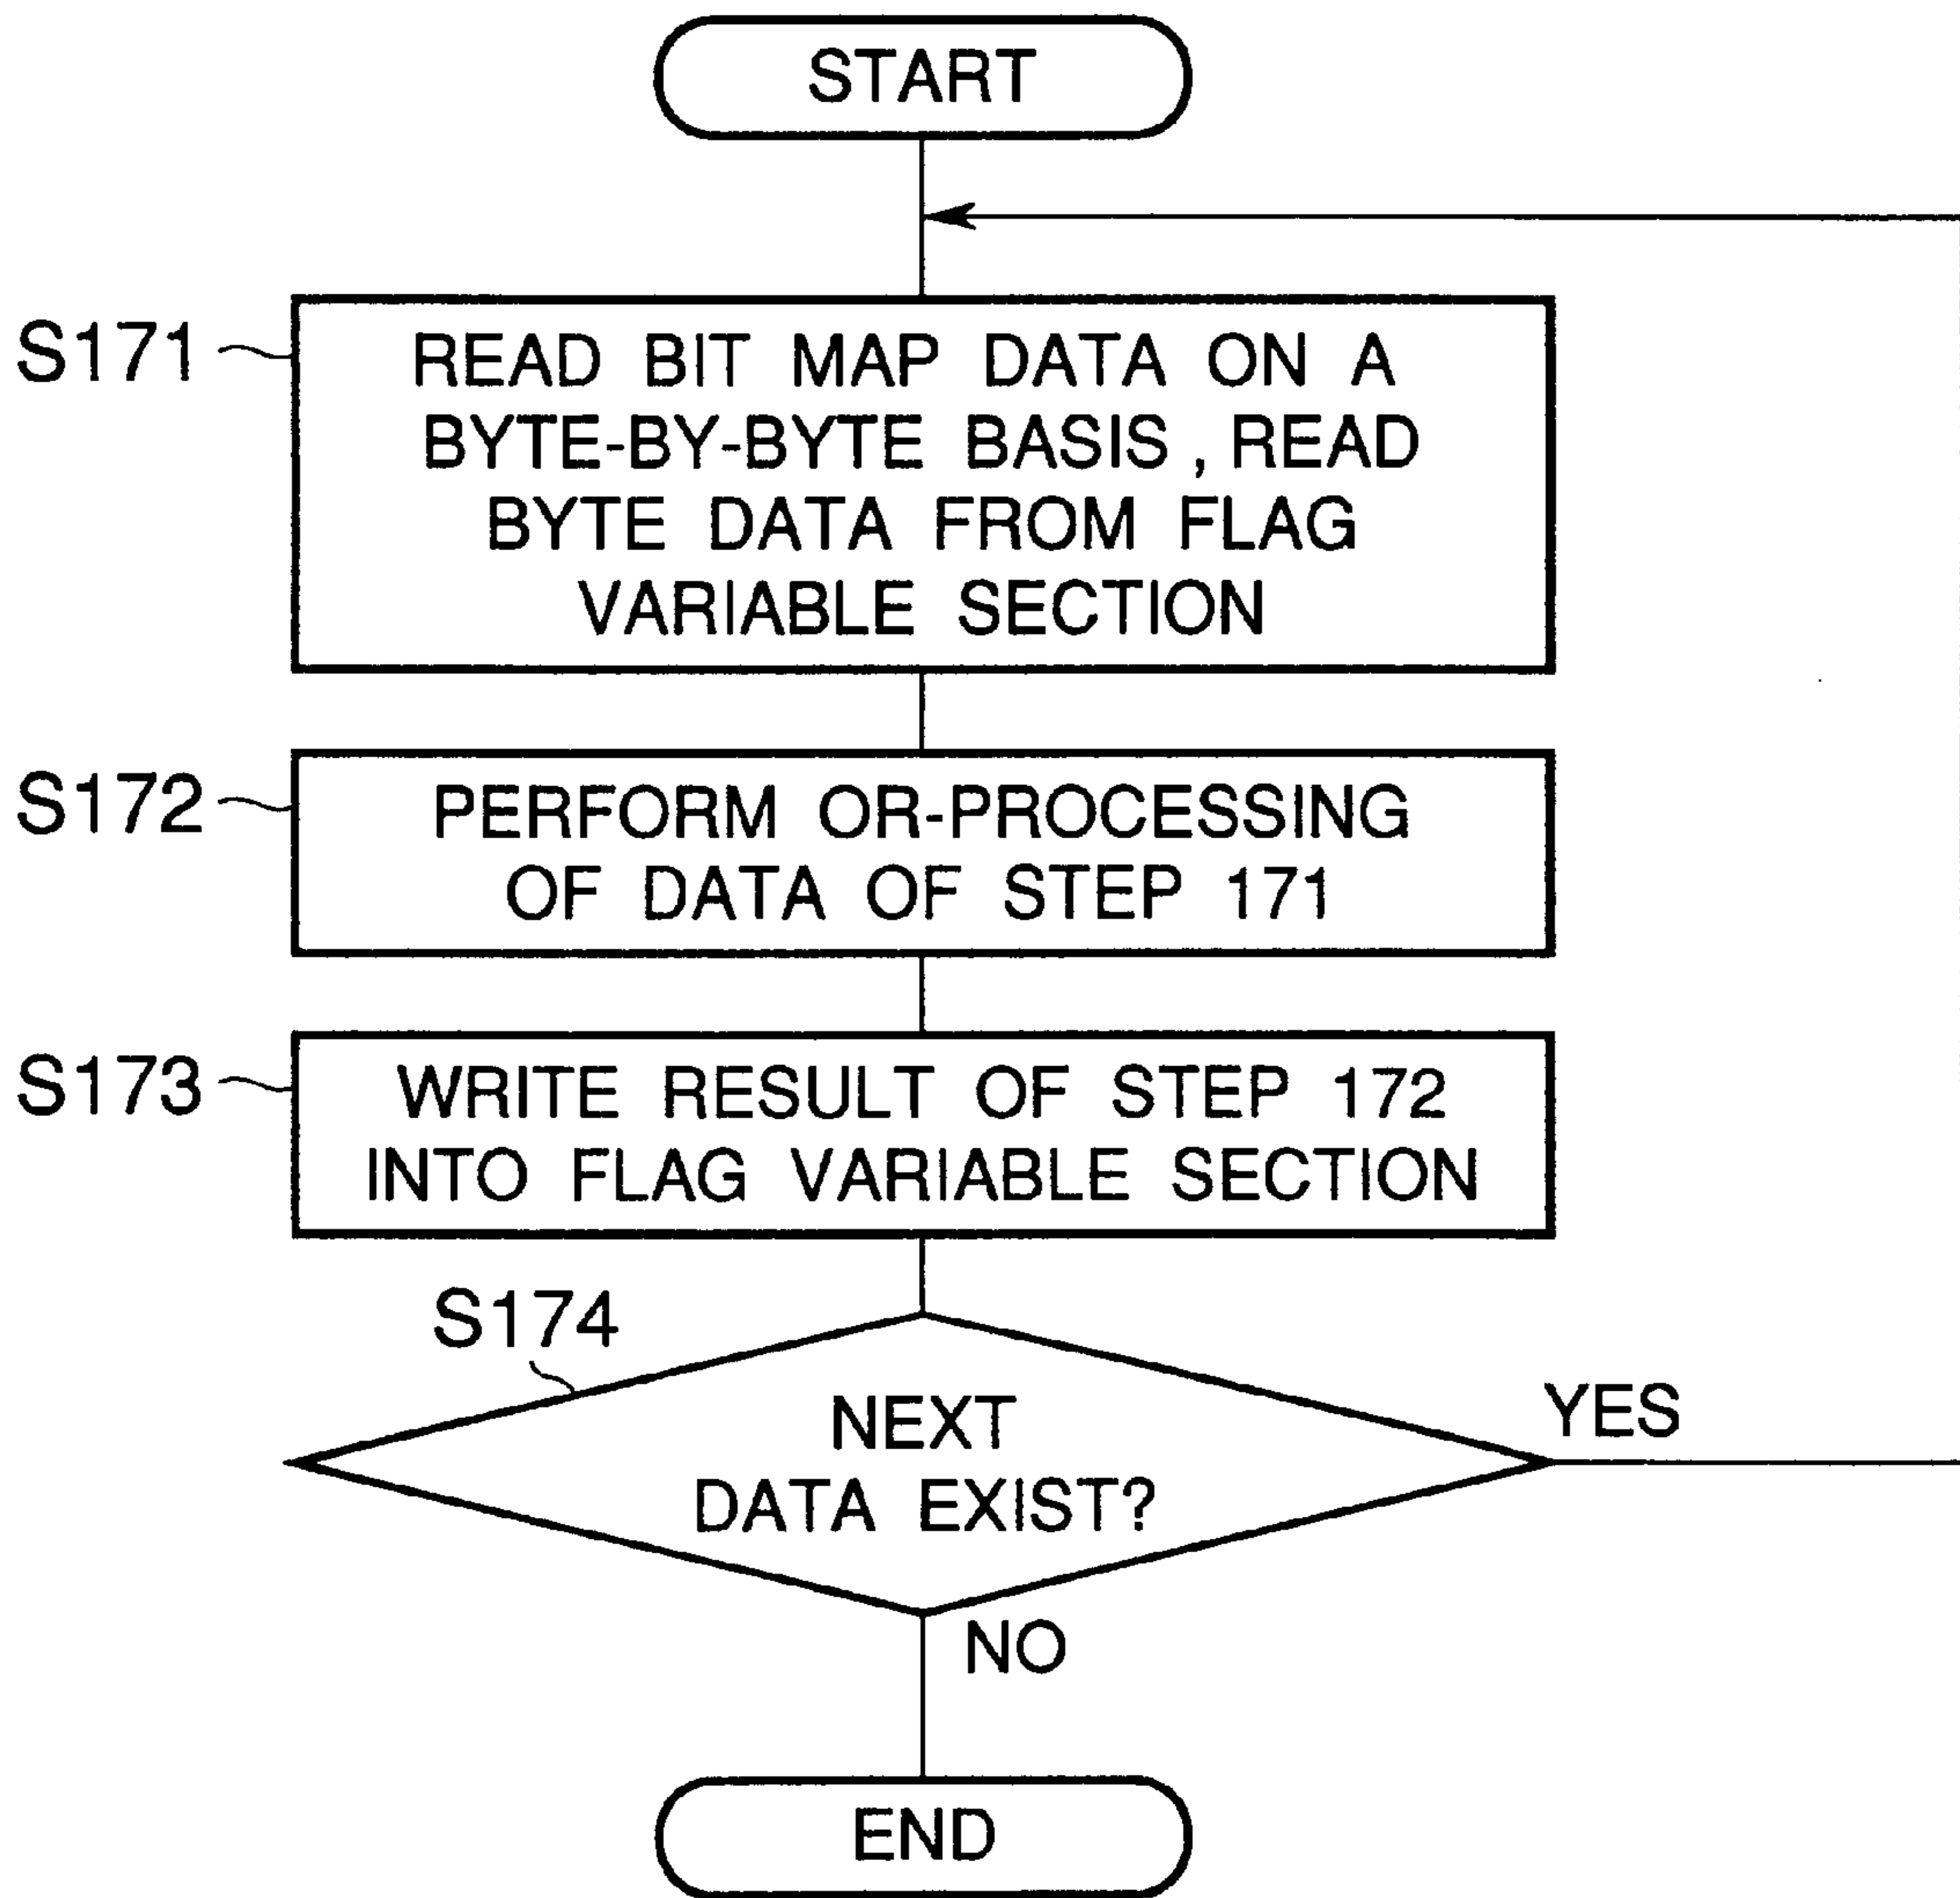 START
S171
READ BIT MAP DATA ON A
BYTE-BY-BYTE BASIS, READ
BYTE DATA FROM FLAG
VARIABLE SECTION
S172
PERFORM OR-PROCESSING
OF DATA OF STEP 171
S173
WRITE RESULT OF STEP 172
INTO FLAG VARIABLE SECTION
S174
NEXT
DATA EXIST?
YES
NO
END